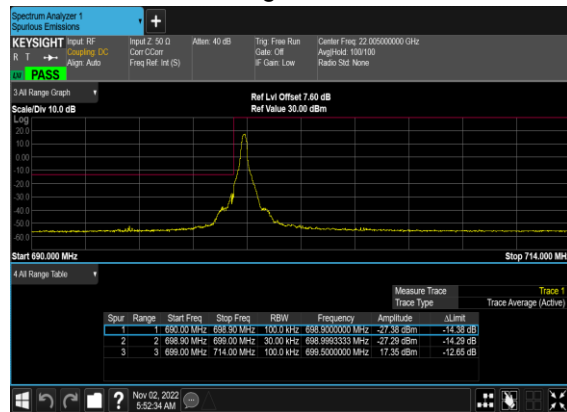 Spectrum Analyzer 1
Spurious Emissions
+
KEYSIGHT Input: RF Input Z: 50 Ω Atten: 40 dB Trig: Free Run Center Freq: 22.005000000 GHz
R T Coupling: DC Corr CCorr Gate: Off Avg|Hold: 100/100
Align: Auto Freq Ref: Int (S) IF Gain: Low Radio Std: None
PASS
3 All Range Graph
Ref Lvl Offset 7.60 dB
Scale/Div 10.0 dB Ref Value 30.00 dBm
Log
20.0
10.0
0.00
-10.0
-20.0
-30.0
-40.0
-50.0
-60.0
Start 690.000 MHz Stop 714.000 MH
4 All Range Table
Measure Trace Trace 1
Trace Type Trace Average (Active)
Spur Range Start Freq Stop Freq RBW Frequency Amplitude ΔLimit
1 1 690.00 MHz 698.90 MHz 100.0 kHz 698.9000000 MHz -27.38 dBm -14.38 dB
2 2 698.90 MHz 699.00 MHz 30.00 kHz 698.9993333 MHz -27.29 dBm -14.29 dB
3 3 699.00 MHz 714.00 MHz 100.0 kHz 699.5000000 MHz 17.35 dBm -12.65 dB
? Nov 02, 2022
5:52:34 AM